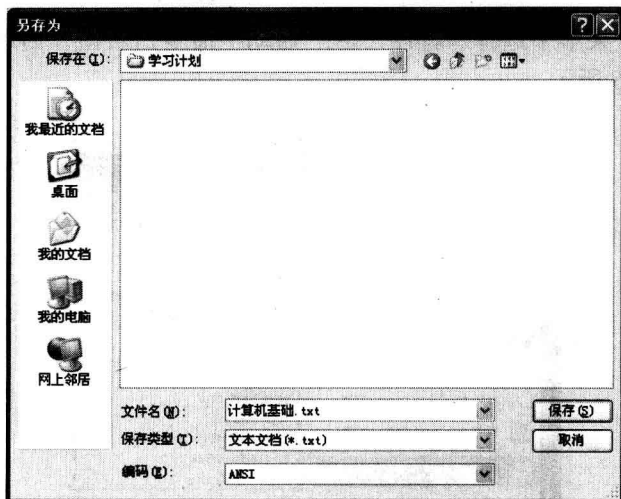 另存为
保存在(I):
学习计划
我最近的文档
桌面
我的文档
我的电脑
网上邻居
文件名(N):
计算机基础.txt
保存(S)
保存类型(T):
文本文档(*.txt)
取消
编码(E):
ANSI